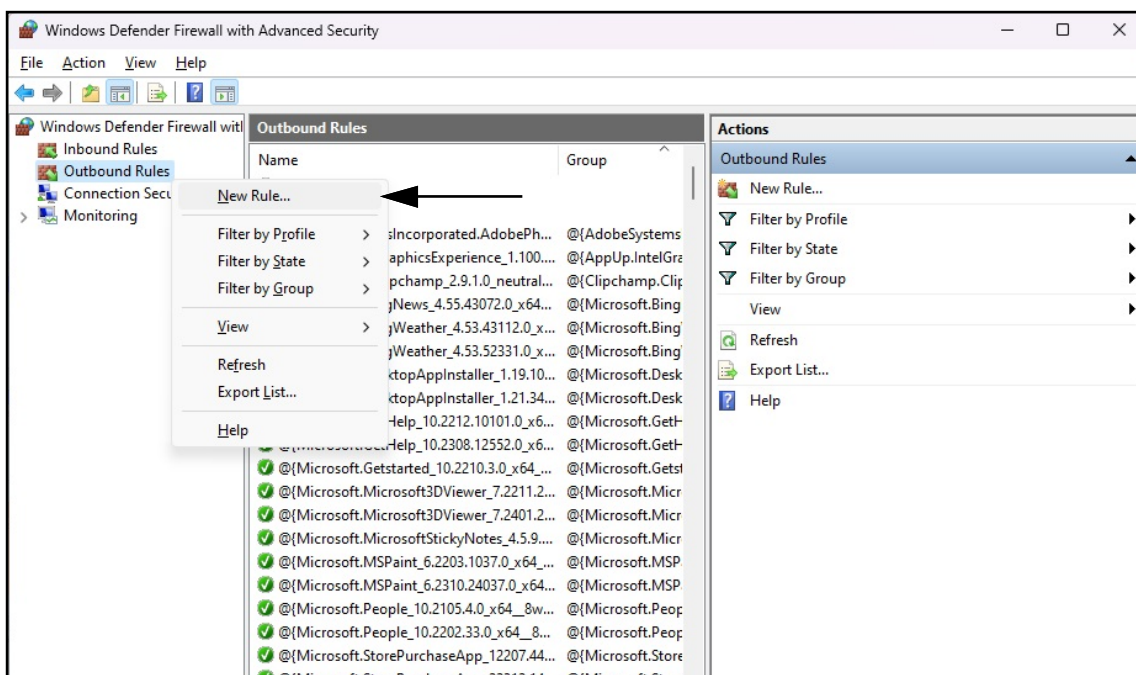 Windows Defender Firewall with Advanced Security
File Action View Help
Windows Defender Firewall witl
Inbound Rules
Outbound Rules
Connection Secu
Monitoring
New Rule...
Filter by Profile
Filter by State
Filter by Group
View
Refresh
Export List...
Help
Outbound Rules
Name Group
sIncorporated.AdobePh... @{AdobeSystems
aphicsExperience_1.100.... @{AppUp.IntelGra
pchamp_2.9.1.0_neutral... @{Clipchamp.Clip
gNews_4.55.43072.0_x64... @{Microsoft.Bing
gWeather_4.53.43112.0_x... @{Microsoft.Bing
gWeather_4.53.52331.0_x... @{Microsoft.Bing
ktopAppInstaller_1.19.10... @{Microsoft.Desk
ktopAppInstaller_1.21.34... @{Microsoft.Desk
Help_10.2212.10101.0_x6... @{Microsoft.GetH
Help_10.2308.12552.0_x6... @{Microsoft.GetH
@{Microsoft.Getstarted_10.2210.3.0_x64_... @{Microsoft.Getst
@{Microsoft.Microsoft3DViewer_7.2211.2... @{Microsoft.Micr
@{Microsoft.Microsoft3DViewer_7.2401.2... @{Microsoft.Micr
@{Microsoft.MicrosoftStickyNotes_4.5.9.... @{Microsoft.Micr
@{Microsoft.MSPaint_6.2203.1037.0_x64_... @{Microsoft.MSP
@{Microsoft.MSPaint_6.2310.24037.0_x64... @{Microsoft.MSP
@{Microsoft.People_10.2105.4.0_x64__8w... @{Microsoft.Peop
@{Microsoft.People_10.2202.33.0_x64__8... @{Microsoft.Peop
@{Microsoft.StorePurchaseApp_12207.44... @{Microsoft.Store
Actions
Outbound Rules
New Rule...
Filter by Profile
Filter by State
Filter by Group
View
Refresh
Export List...
Help